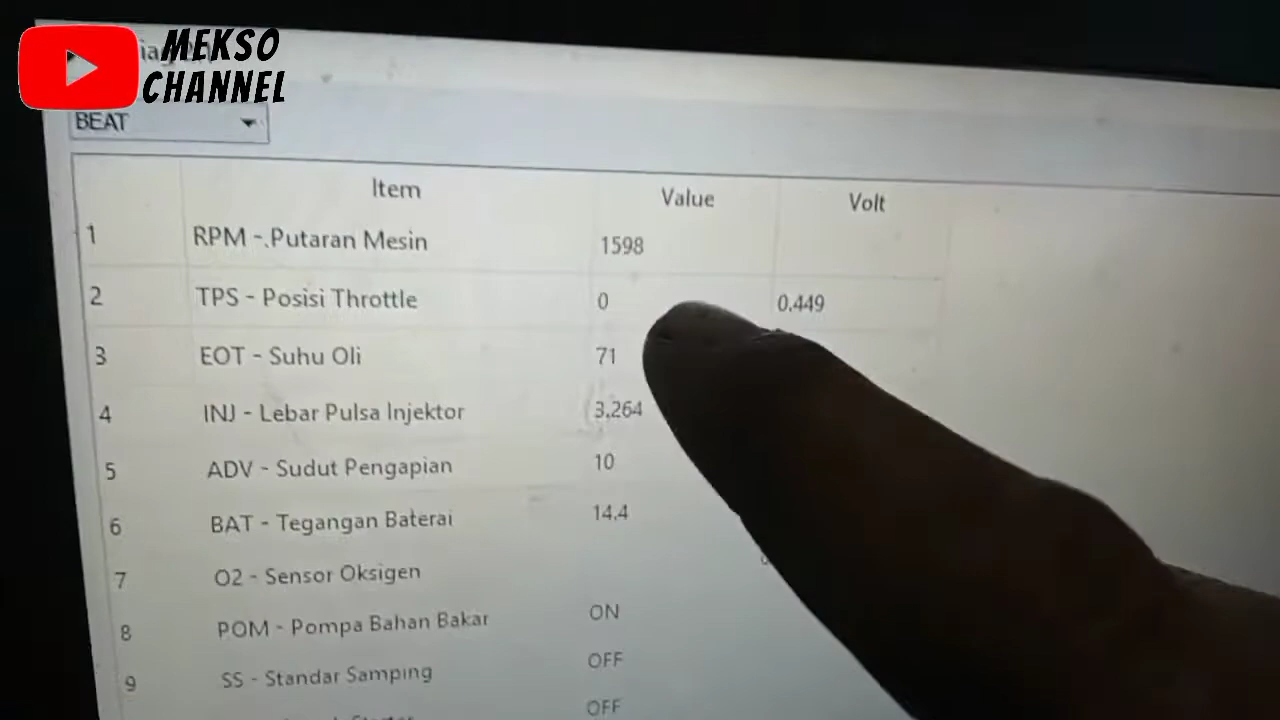 MEKSO
CHANNEL
BEAT
Item Value Volt
1 RPM - Putaran Mesin 1598
2 TPS - Posisi Throttle 0 0.449
3 EOT - Suhu Oli 71
4 INJ - Lebar Pulsa Injektor 3.264
5 ADV - Sudut Pengapian 10
6 BAT - Tegangan Baterai 14.4
7 O2 - Sensor Oksigen
8 POM - Pompa Bahan Bakar ON
9 SS - Standar Samping OFF
OFF